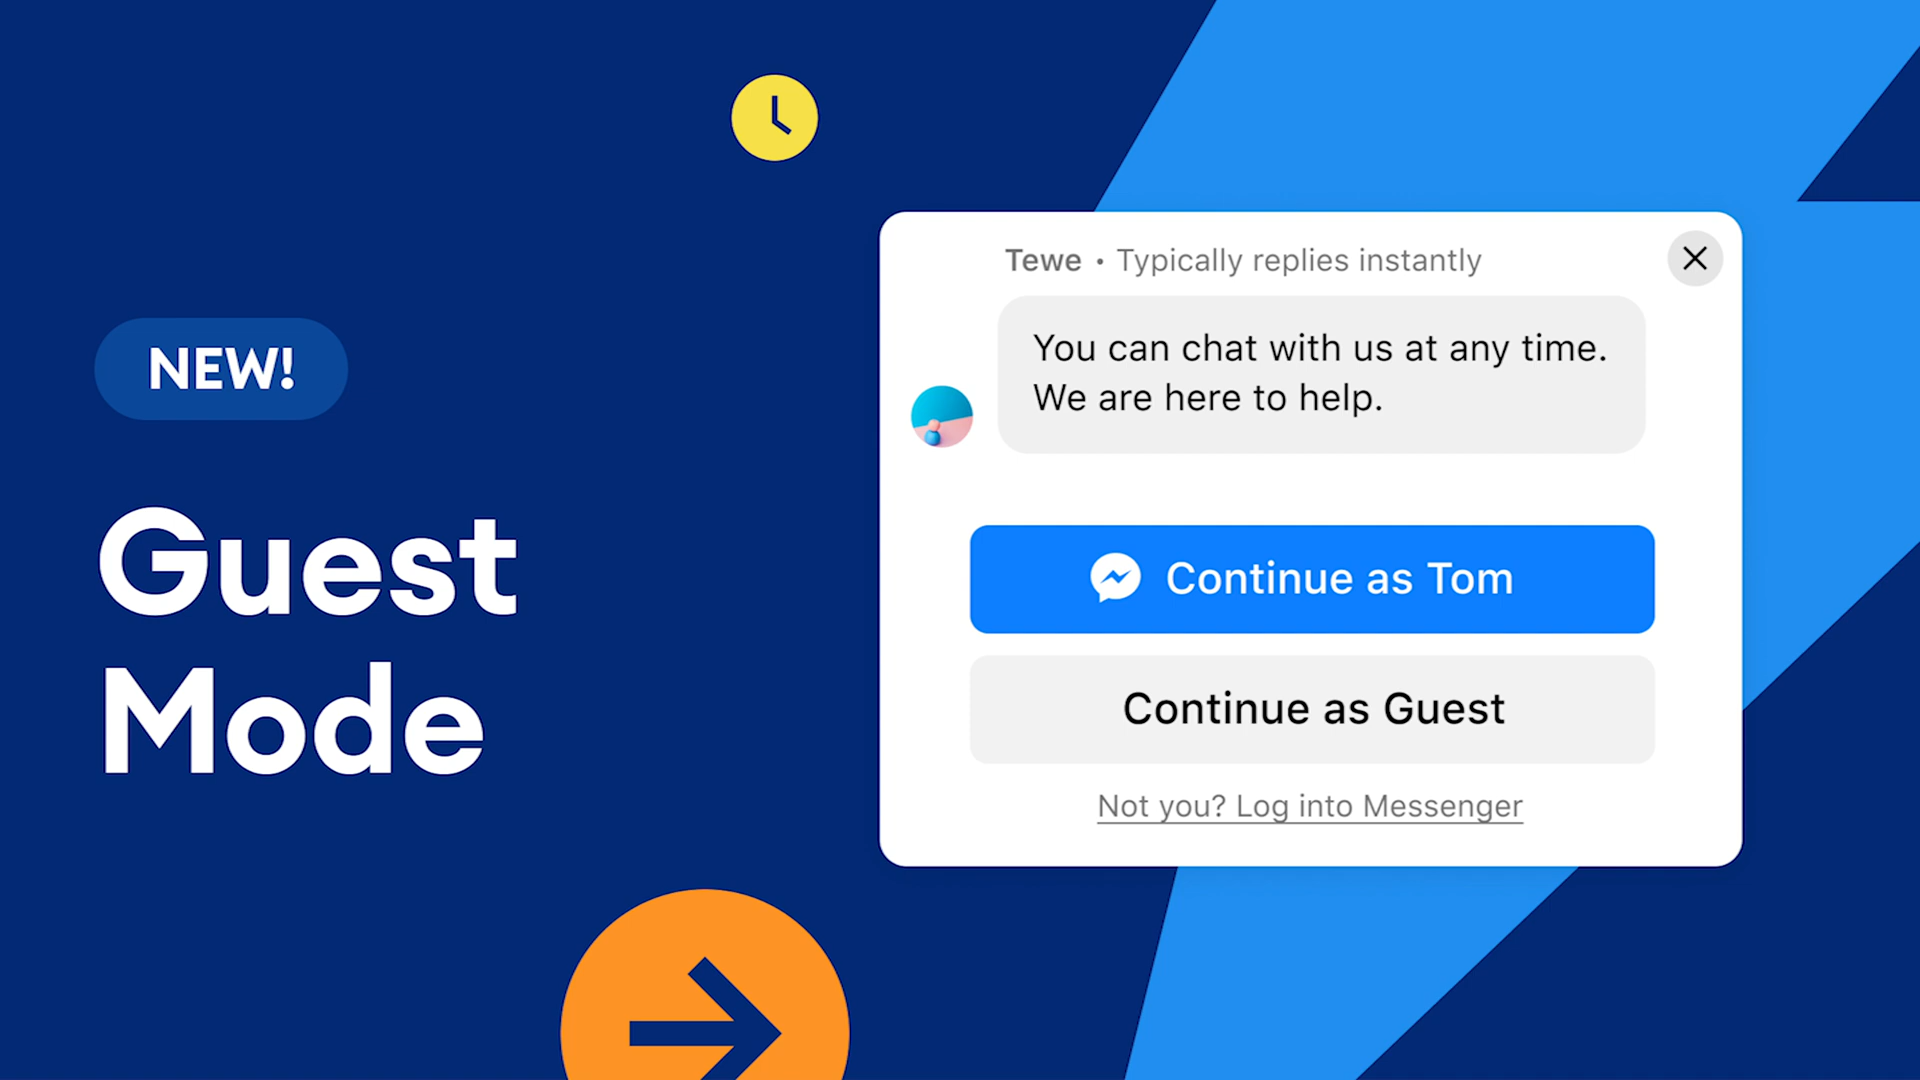 NEW!
Guest
Mode
Tewe • Typically replies instantly
You can chat with us at any time.
We are here to help.
Continue as Tom
Continue as Guest
Not you? Log into Messenger